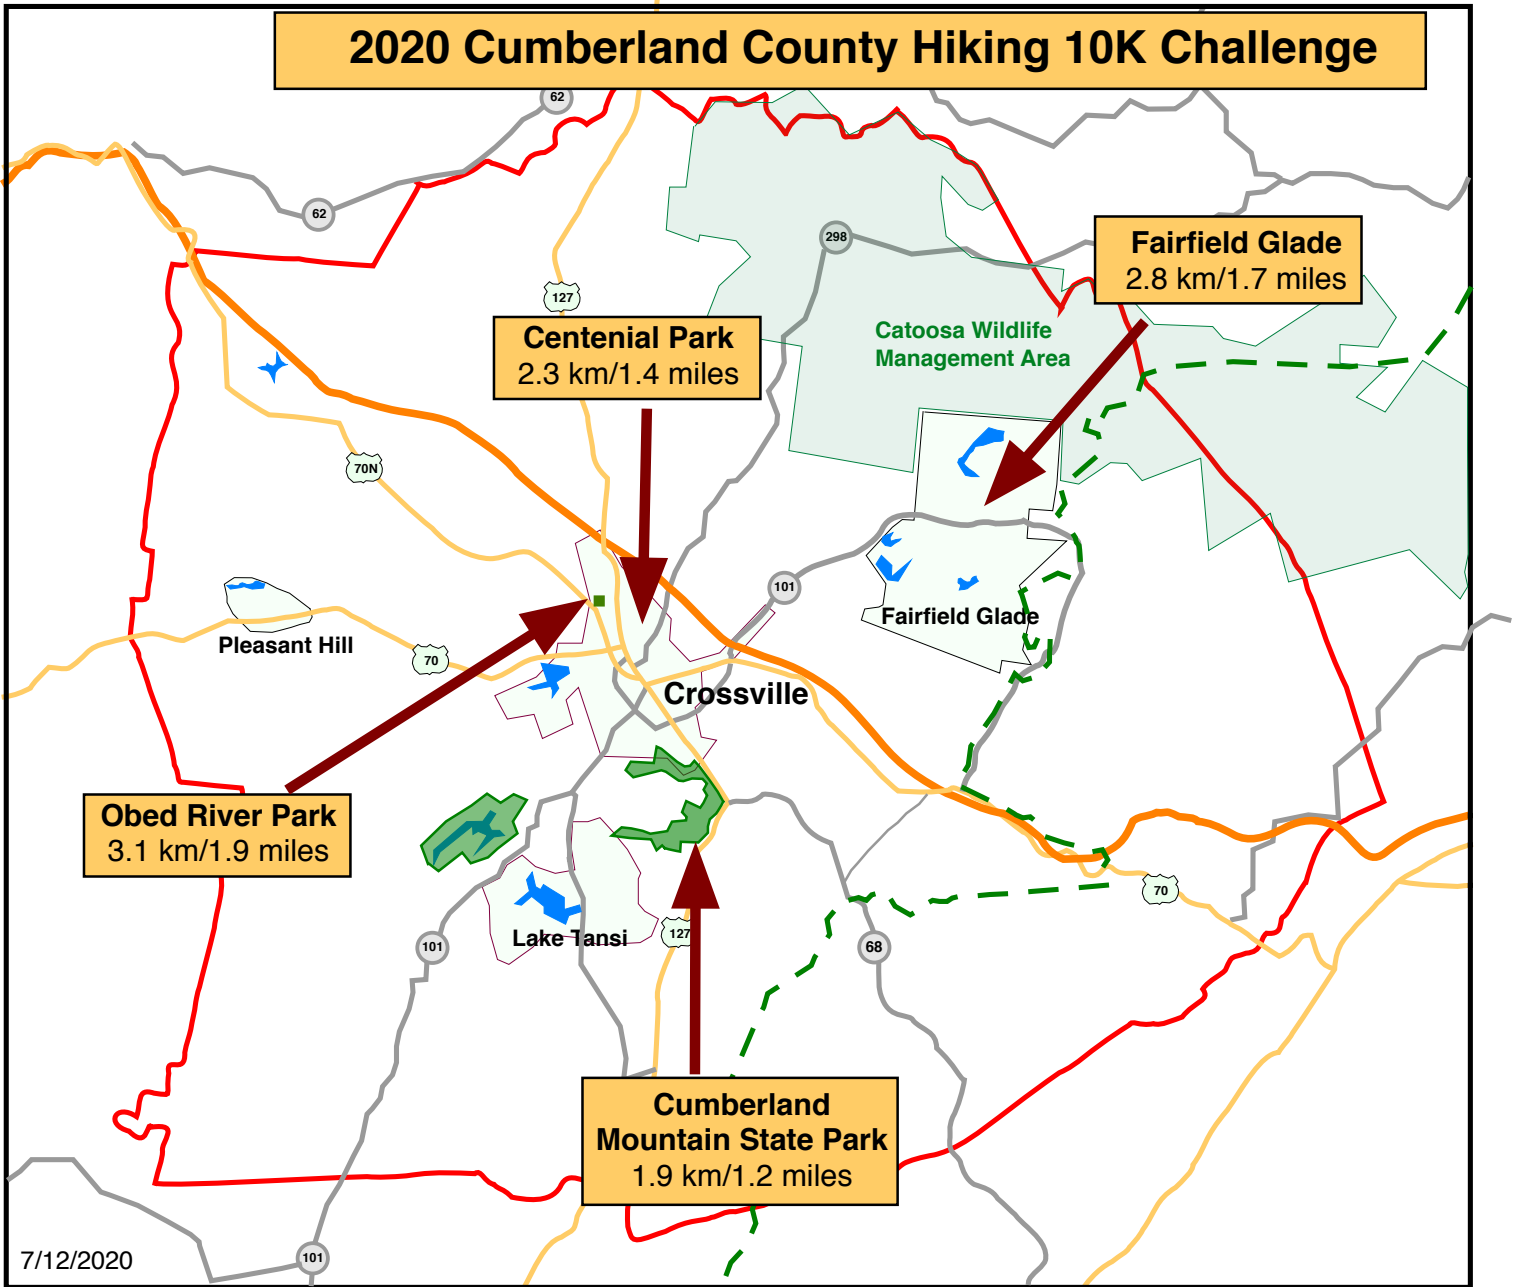 2020 Cumberland County Hiking 10K Challenge
62
62
298
Fairfield Glade
2.8 km/1.7 miles
127
Centenial Park
2.3 km/1.4 miles
Catoosa Wildlife
Management Area
70N
101
Fairfield Glade
Pleasant Hill
70
Crossville
Obed River Park
3.1 km/1.9 miles
70
Lake Tansi
127
101
68
Cumberland
Mountain State Park
1.9 km/1.2 miles
7/12/2020
101